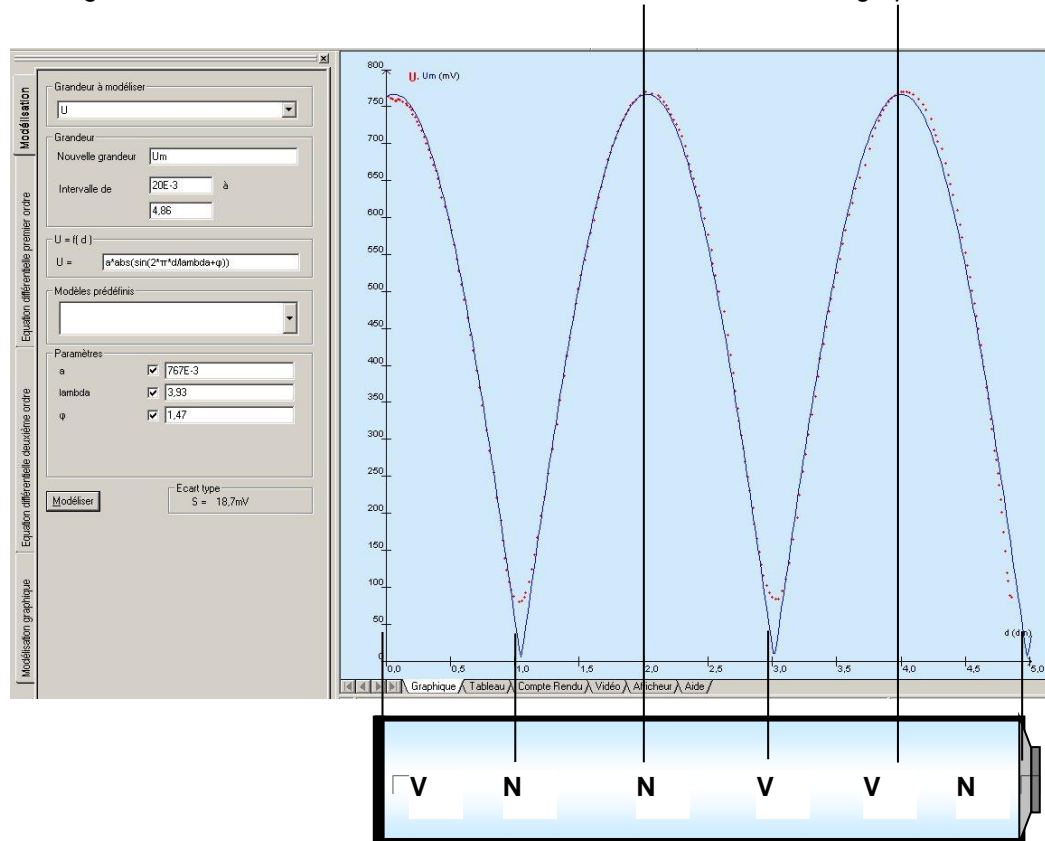 Modélisation
Equation différentielle premier ordre
Equation différentielle deuxième ordre
Modélisation graphique
Grandeur à modéliser
U
Grandeur
Nouvelle grandeur Um
Intervalle de 20E-3 à
4,86
U = f( d )
U = a*abs(sin(2*π*d/lambda+φ))
Modèles prédéfinis
Paramètres
a 767E-3
lambda 3,93
φ 1,47
Modéliser
Ecart type
S = 18,7mV
U, Um (mV)
800
750
700
650
600
550
500
450
400
350
300
250
200
150
100
50
0
d (dm)
0,0 0,5 1,0 1,5 2,0 2,5 3,0 3,5 4,0 4,5 5,0
Graphique Tableau Compte Rendu Vidéo Afficheur Aide
V N N V V N